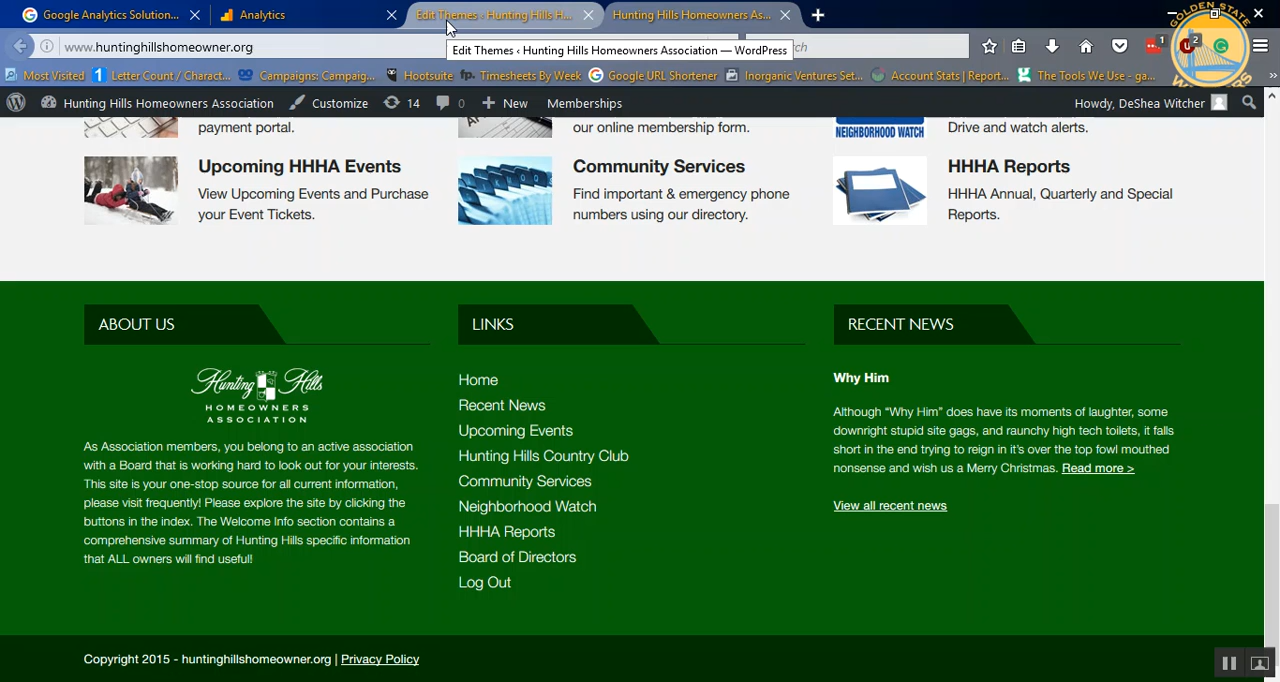 Google Analytics Solution...
Analytics
Edit Themes ‹ Hunting Hills H...
Hunting Hills Homeowners As...
www.huntinghillshomeowner.org
Edit Themes ‹ Hunting Hills Homeowners Association — WordPress
rch
1
2
GOLDEN STATE
WARRIORS
Most Visited
Letter Count / Charact...
Campaigns: Campaig...
Hootsuite
fp. Timesheets By Week
Google URL Shortener
Inorganic Ventures Set...
Account Stats | Report...
The Tools We Use - ga...
Hunting Hills Homeowners Association
Customize
14
0
New
Memberships
Howdy, DeShea Witcher
payment portal.
our online membership form.
NEIGHBORHOOD WATCH
Drive and watch alerts.
Upcoming HHHA Events
View Upcoming Events and Purchase
your Event Tickets.
Community Services
Find important & emergency phone
numbers using our directory.
HHHA Reports
HHHA Annual, Quarterly and Special
Reports.
ABOUT US
Hunting Hills
HOMEOWNERS
ASSOCIATION
As Association members, you belong to an active association
with a Board that is working hard to look out for your interests.
This site is your one-stop source for all current information,
please visit frequently! Please explore the site by clicking the
buttons in the index. The Welcome Info section contains a
comprehensive summary of Hunting Hills specific information
that ALL owners will find useful!
LINKS
Home
Recent News
Upcoming Events
Hunting Hills Country Club
Community Services
Neighborhood Watch
HHHA Reports
Board of Directors
Log Out
RECENT NEWS
Why Him
Although “Why Him” does have its moments of laughter, some
downright stupid site gags, and raunchy high tech toilets, it falls
short in the end trying to reign in it’s over the top fowl mouthed
nonsense and wish us a Merry Christmas. Read more >
View all recent news
Copyright 2015 - huntinghillshomeowner.org | Privacy Policy